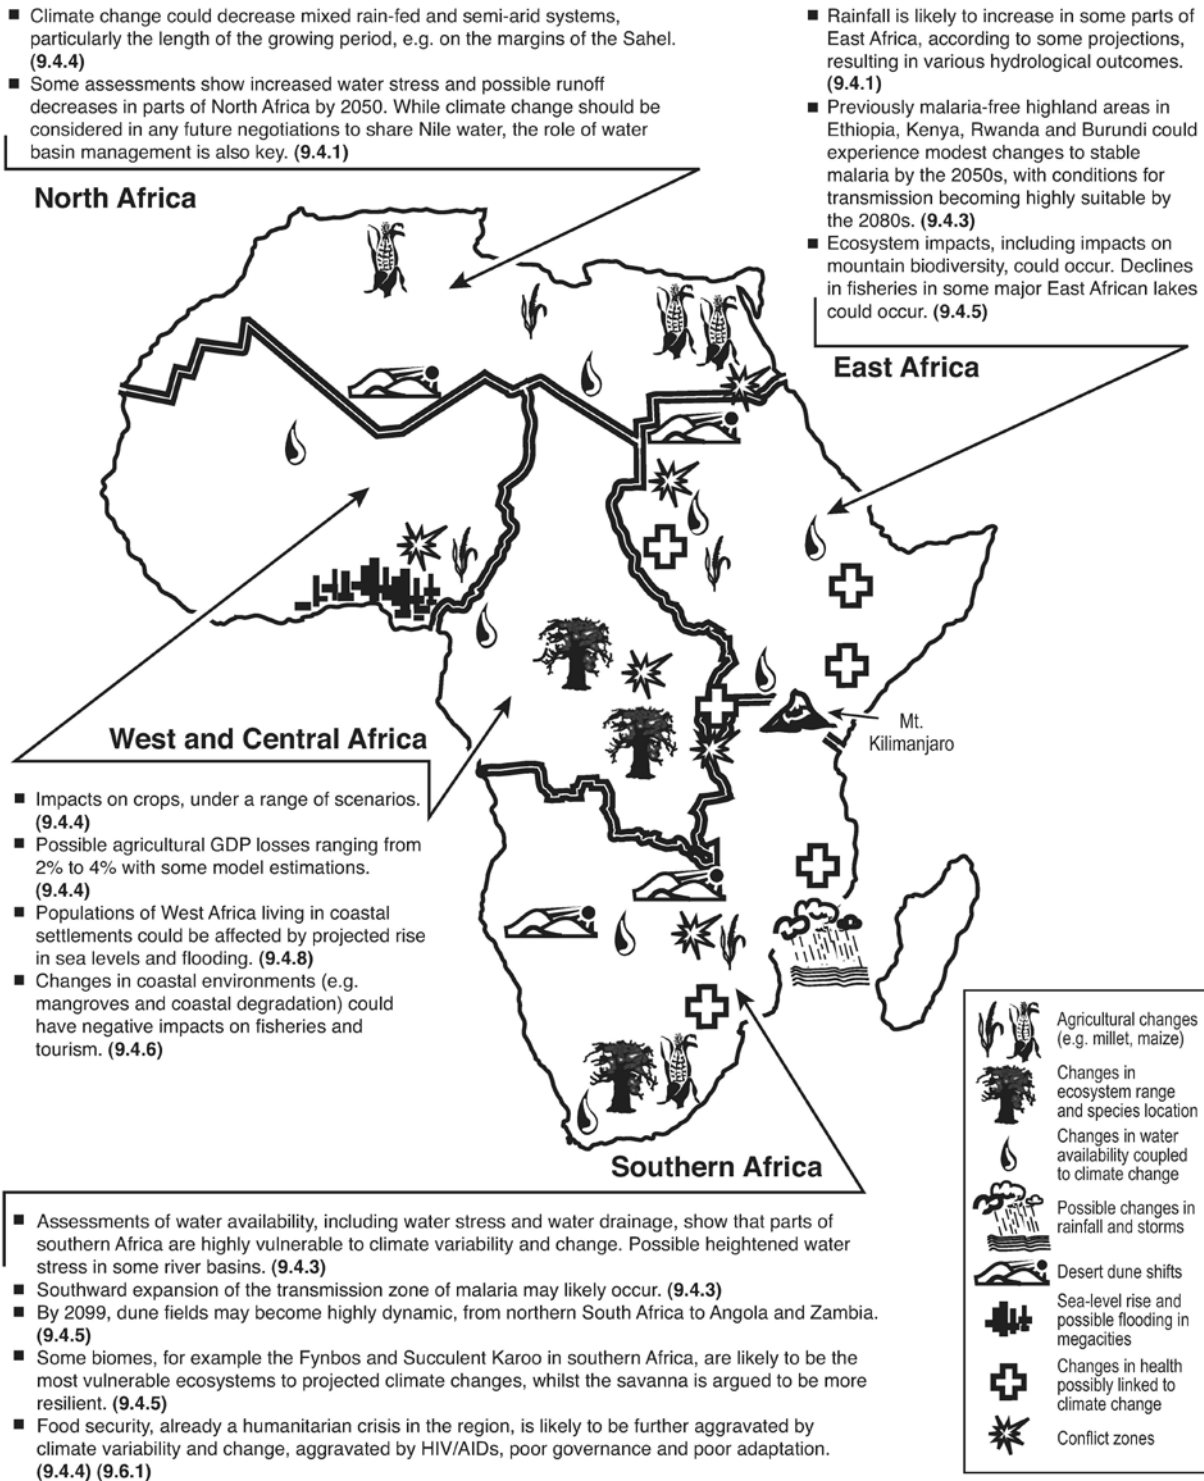 ■ Climate change could decrease mixed rain-fed and semi-arid systems,
particularly the length of the growing period, e.g. on the margins of the Sahel.
(9.4.4)
■ Some assessments show increased water stress and possible runoff
decreases in parts of North Africa by 2050. While climate change should be
considered in any future negotiations to share Nile water, the role of water
basin management is also key. (9.4.1)
North Africa
■ Rainfall is likely to increase in some parts of
East Africa, according to some projections,
resulting in various hydrological outcomes.
(9.4.1)
■ Previously malaria-free highland areas in
Ethiopia, Kenya, Rwanda and Burundi could
experience modest changes to stable
malaria by the 2050s, with conditions for
transmission becoming highly suitable by
the 2080s. (9.4.3)
■ Ecosystem impacts, including impacts on
mountain biodiversity, could occur. Declines
in fisheries in some major East African lakes
could occur. (9.4.5)
East Africa
Mt.
Kilimanjaro
West and Central Africa
■ Impacts on crops, under a range of scenarios.
(9.4.4)
■ Possible agricultural GDP losses ranging from
2% to 4% with some model estimations.
(9.4.4)
■ Populations of West Africa living in coastal
settlements could be affected by projected rise
in sea levels and flooding. (9.4.8)
■ Changes in coastal environments (e.g.
mangroves and coastal degradation) could
have negative impacts on fisheries and
tourism. (9.4.6)
Southern Africa
■ Assessments of water availability, including water stress and water drainage, show that parts of
southern Africa are highly vulnerable to climate variability and change. Possible heightened water
stress in some river basins. (9.4.3)
■ Southward expansion of the transmission zone of malaria may likely occur. (9.4.3)
■ By 2099, dune fields may become highly dynamic, from northern South Africa to Angola and Zambia.
(9.4.5)
■ Some biomes, for example the Fynbos and Succulent Karoo in southern Africa, are likely to be the
most vulnerable ecosystems to projected climate changes, whilst the savanna is argued to be more
resilient. (9.4.5)
■ Food security, already a humanitarian crisis in the region, is likely to be further aggravated by
climate variability and change, aggravated by HIV/AIDs, poor governance and poor adaptation.
(9.4.4) (9.6.1)
Agricultural changes
(e.g. millet, maize)
Changes in
ecosystem range
and species location
Changes in water
availability coupled
to climate change
Possible changes in
rainfall and storms
Desert dune shifts
Sea-level rise and
possible flooding in
megacities
Changes in health
possibly linked to
climate change
Conflict zones